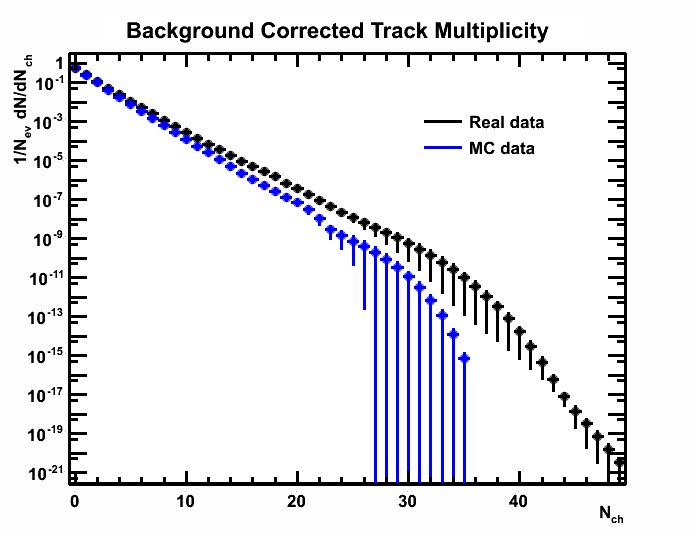 Background Corrected Track Multiplicity
1/N_ev dN/dN_ch
1
10^-1
10^-3
10^-5
10^-7
10^-9
10^-11
10^-13
10^-15
10^-17
10^-19
10^-21
Real data
MC data
0 10 20 30 40
N_ch